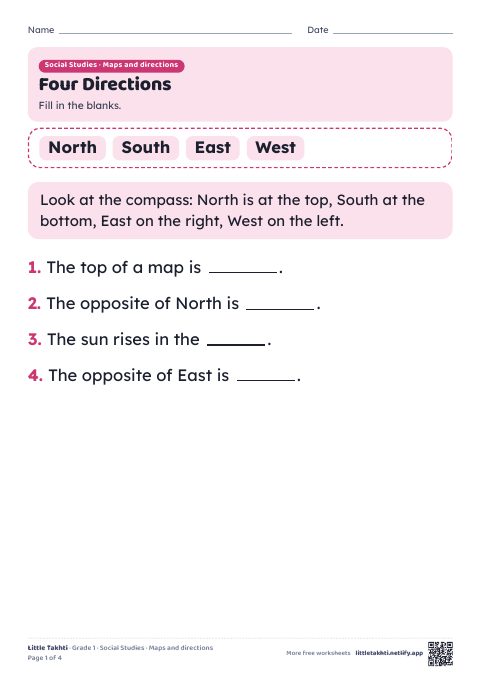 Name Date
Social Studies · Maps and directions
Four Directions
Fill in the blanks.
North South East West
Look at the compass: North is at the top, South at the
bottom, East on the right, West on the left.
1. The top of a map is ________.
2. The opposite of North is ________.
3. The sun rises in the _______.
4. The opposite of East is _______.
Little Takhti · Grade 1 · Social Studies · Maps and directions
Page 1 of 4
More free worksheets littletakhti.netlify.app